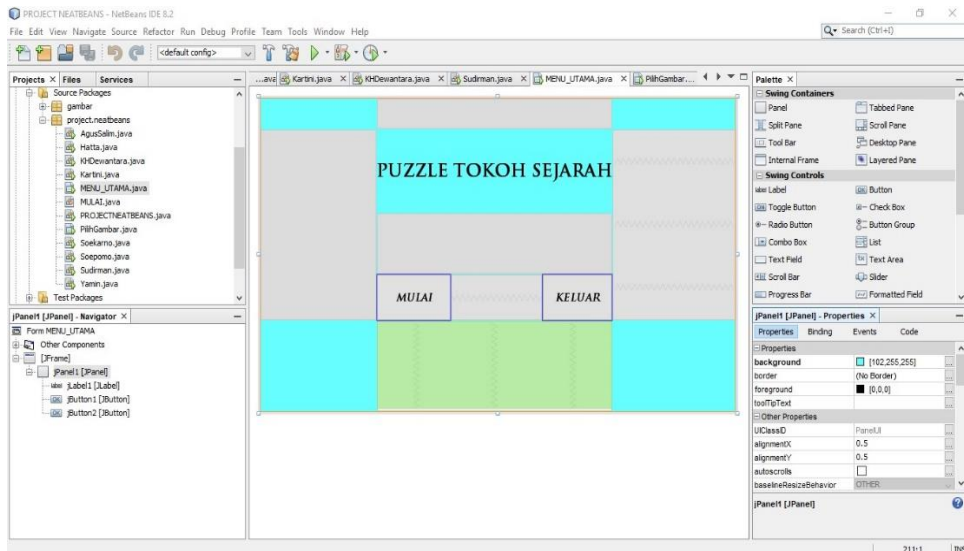 PROJECT NEATBEANS - NetBeans IDE 8.2
File Edit View Navigate Source Refactor Run Debug Profile Team Tools Window Help
Search (Ctrl+I)
<default config>
Projects Files Services
Source Packages
gambar
project.neatbeans
AgusSalim.java
Hatta.java
KHDewantara.java
Kartini.java
MENU_UTAMA.java
MULAI.java
PROJECTNEATBEANS.java
PilihGambar.java
Soekarno.java
Soepomo.java
Sudirman.java
Yamin.java
Test Packages
jPanel1 [JPanel] - Navigator
Form MENU_UTAMA
Other Components
[JFrame]
jPanel1 [JPanel]
label jLabel1 [JLabel]
OK jButton1 [JButton]
OK jButton2 [JButton]
...ava Kartini.java KHDewantara.java Sudirman.java MENU_UTAMA.java PilihGambar....
PUZZLE TOKOH SEJARAH
MULAI KELUAR
Palette
Swing Containers
Panel Tabbed Pane
Split Pane Scroll Pane
Tool Bar Desktop Pane
Internal Frame Layered Pane
Swing Controls
label Label OK Button
Toggle Button Check Box
Radio Button Button Group
Combo Box List
Text Field Text Area
Scroll Bar Slider
Progress Bar Formatted Field
jPanel1 [JPanel] - Properties
Properties Binding Events Code
Properties
background [102,255,255]
border (No Border)
foreground [0,0,0]
toolTipText
Other Properties
UIClassID PanelUI
alignmentX 0.5
alignmentY 0.5
autoscrolls
baselineResizeBehavior OTHER
jPanel1 [JPanel]
211:1 INS